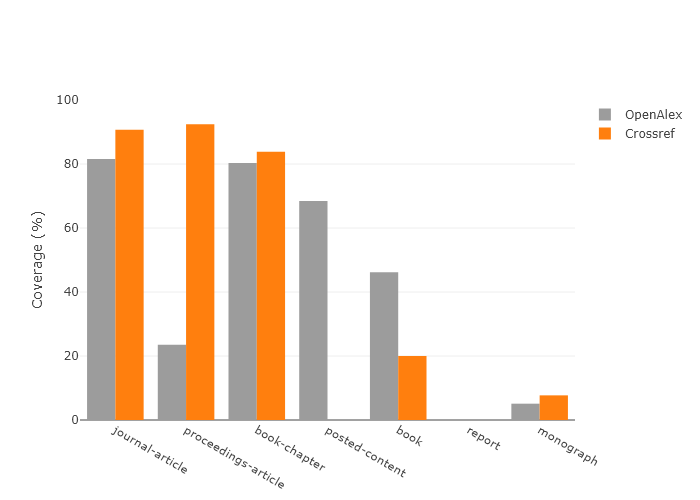 100
80
60
40
20
0
Coverage (%)
journal-article
proceedings-article
book-chapter
posted-content
book
report
monograph
OpenAlex
Crossref